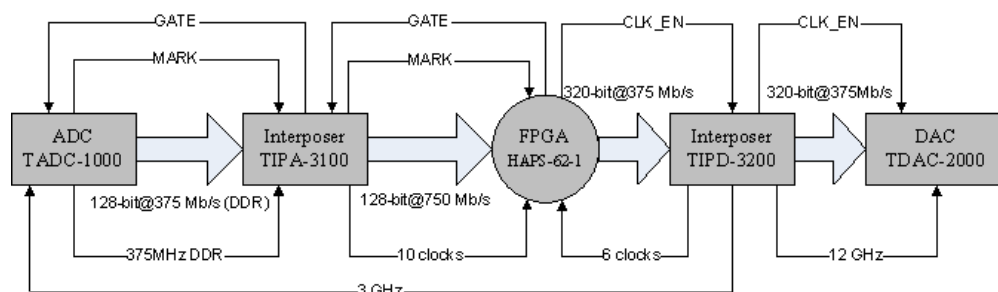 GATE
GATE
CLK_EN
CLK_EN
MARK
MARK
320-bit@375 Mb/s
320-bit@375Mb/s
ADC
TADC-1000
Interposer
TIPA-3100
FPGA
HAPS-62-1
Interposer
TIPD-3200
DAC
TDAC-2000
128-bit@375 Mb/s (DDR)
128-bit@750 Mb/s
375MHz DDR
10 clocks
6 clocks
12 GHz
3 GHz